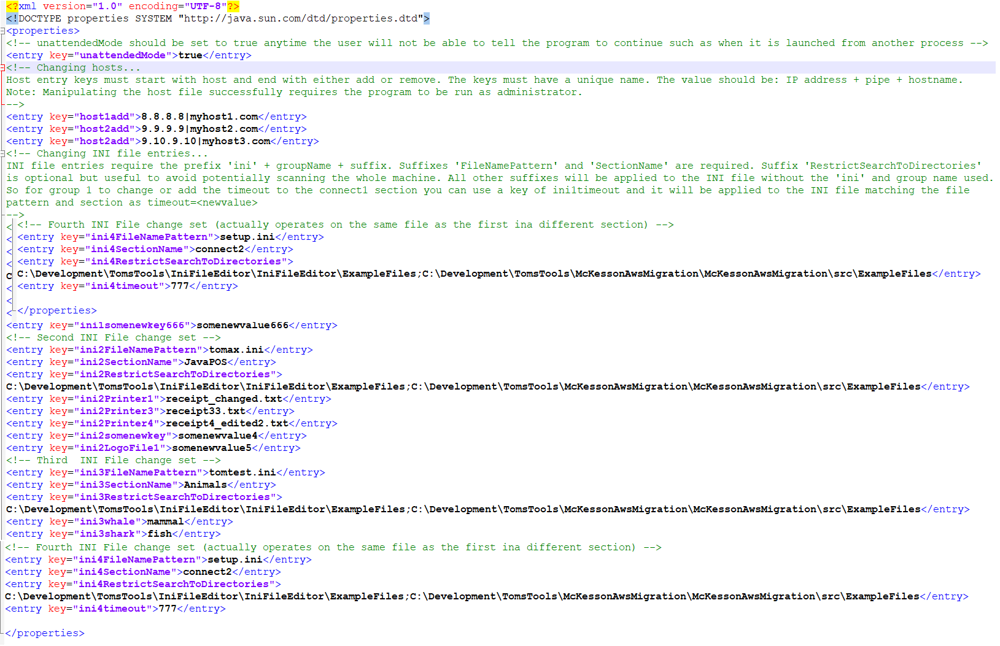 <?xml version="1.0" encoding="UTF-8"?>
<!DOCTYPE properties SYSTEM "http://java.sun.com/dtd/properties.dtd">
<properties>
<!-- unattendedMode should be set to true anytime the user will not be able to tell the program to continue such as when it is launched from another process -->
<entry key="unattendedMode">true</entry>
<!-- Changing hosts...
Host entry keys must start with host and end with either add or remove. The keys must have a unique name. The value should be: IP address + pipe + hostname.
Note: Manipulating the host file successfully requires the program to be run as administrator.
-->
<entry key="host1add">8.8.8.8|myhost1.com</entry>
<entry key="host2add">9.9.9.9|myhost2.com</entry>
<entry key="host2add">9.10.9.10|myhost3.com</entry>
<!-- Changing INI file entries...
INI file entries require the prefix 'ini' + groupName + suffix. Suffixes 'FileNamePattern' and 'SectionName' are required. Suffix 'RestrictSearchToDirectories'
is optional but useful to avoid potentially scanning the whole machine. All other suffixes will be applied to the INI file without the 'ini' and group name used.
So for group 1 to change or add the timeout to the connect1 section you can use a key of ini1timeout and it will be applied to the INI file matching the file
pattern and section as timeout=<newvalue>
-->
<!-- Fourth INI File change set (actually operates on the same file as the first ina different section) -->
<entry key="ini4FileNamePattern">setup.ini</entry>
<entry key="ini4SectionName">connect2</entry>
<entry key="ini4RestrictSearchToDirectories">
C:\Development\TomsTools\IniFileEditor\IniFileEditor\ExampleFiles;C:\Development\TomsTools\McKessonAwsMigration\McKessonAwsMigration\src\ExampleFiles</entry>
<entry key="ini4timeout">777</entry>
</properties>
<entry key="ini1somenewkey666">somenewvalue666</entry>
<!-- Second INI File change set -->
<entry key="ini2FileNamePattern">tomax.ini</entry>
<entry key="ini2SectionName">JavaPOS</entry>
<entry key="ini2RestrictSearchToDirectories">
C:\Development\TomsTools\IniFileEditor\IniFileEditor\ExampleFiles;C:\Development\TomsTools\McKessonAwsMigration\McKessonAwsMigration\src\ExampleFiles</entry>
<entry key="ini2Printer1">receipt_changed.txt</entry>
<entry key="ini2Printer3">receipt33.txt</entry>
<entry key="ini2Printer4">receipt4_edited2.txt</entry>
<entry key="ini2somenewkey">somenewvalue4</entry>
<entry key="ini2LogoFile1">somenewvalue5</entry>
<!-- Third  INI File change set -->
<entry key="ini3FileNamePattern">tomtest.ini</entry>
<entry key="ini3SectionName">Animals</entry>
<entry key="ini3RestrictSearchToDirectories">
C:\Development\TomsTools\IniFileEditor\IniFileEditor\ExampleFiles;C:\Development\TomsTools\McKessonAwsMigration\McKessonAwsMigration\src\ExampleFiles</entry>
<entry key="ini3whale">mammal</entry>
<entry key="ini3shark">fish</entry>
<!-- Fourth INI File change set (actually operates on the same file as the first ina different section) -->
<entry key="ini4FileNamePattern">setup.ini</entry>
<entry key="ini4SectionName">connect2</entry>
<entry key="ini4RestrictSearchToDirectories">
C:\Development\TomsTools\IniFileEditor\IniFileEditor\ExampleFiles;C:\Development\TomsTools\McKessonAwsMigration\McKessonAwsMigration\src\ExampleFiles</entry>
<entry key="ini4timeout">777</entry>
</properties>